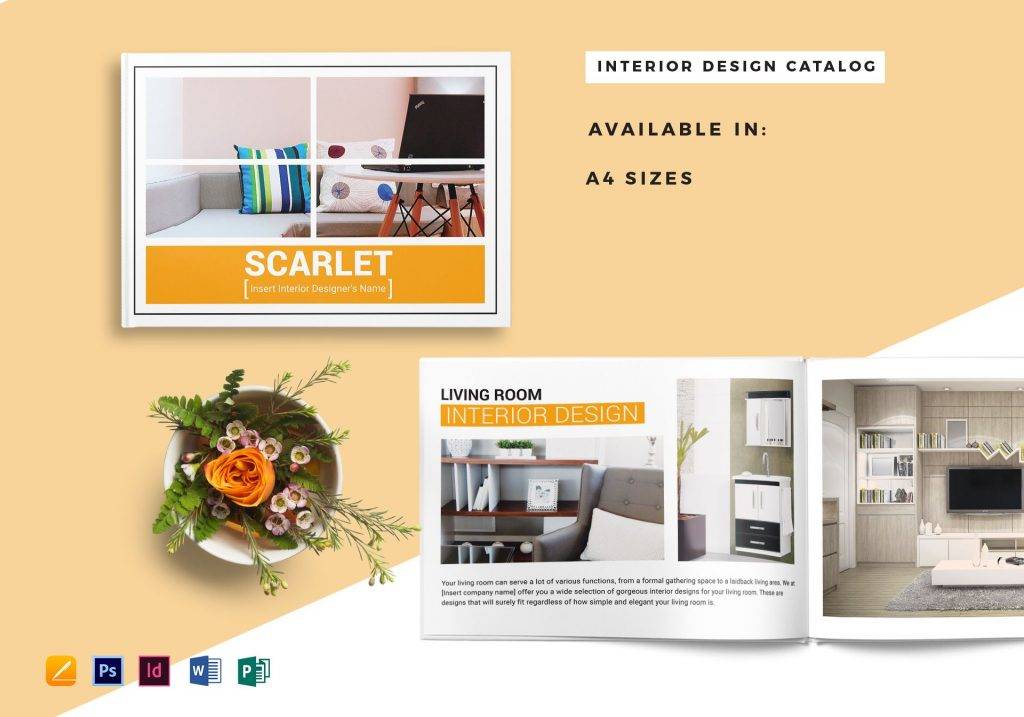 INTERIOR DESIGN CATALOG
AVAILABLE IN:
A4 SIZES
SCARLET
[Insert Interior Designer's Name]
LIVING ROOM
INTERIOR DESIGN
Your living room can serve a lot of various functions, from a formal gathering space to a laidback living area. We at
[Insert company name] offer you a wide selection of gorgeous interior designs for your living room. These are
designs that will surely fit regardless of how simple and elegant your living room is.
Ps
Id
W
P